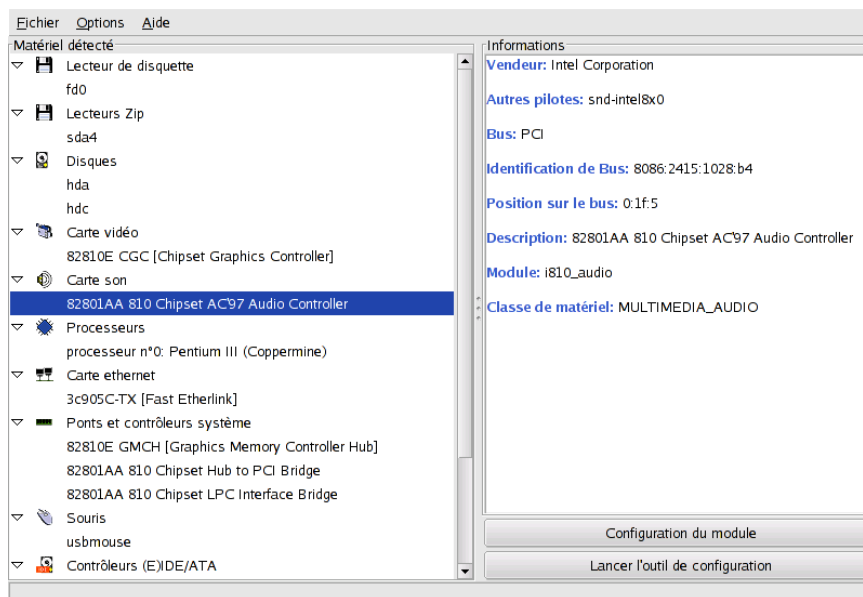 Fichier Options Aide
Matériel détecté
Lecteur de disquette
fd0
Lecteurs Zip
sda4
Disques
hda
hdc
Carte vidéo
82810E CGC [Chipset Graphics Controller]
Carte son
82801AA 810 Chipset AC'97 Audio Controller
Processeurs
processeur n°0: Pentium III (Coppermine)
Carte ethernet
3c905C-TX [Fast Etherlink]
Ponts et contrôleurs système
82810E GMCH [Graphics Memory Controller Hub]
82801AA 810 Chipset Hub to PCI Bridge
82801AA 810 Chipset LPC Interface Bridge
Souris
usbmouse
Contrôleurs (E)IDE/ATA
Informations
Vendeur: Intel Corporation
Autres pilotes: snd-intel8x0
Bus: PCI
Identification de Bus: 8086:2415:1028:b4
Position sur le bus: 0:1f:5
Description: 82801AA 810 Chipset AC'97 Audio Controller
Module: i810_audio
Classe de matériel: MULTIMEDIA_AUDIO
Configuration du module
Lancer l'outil de configuration